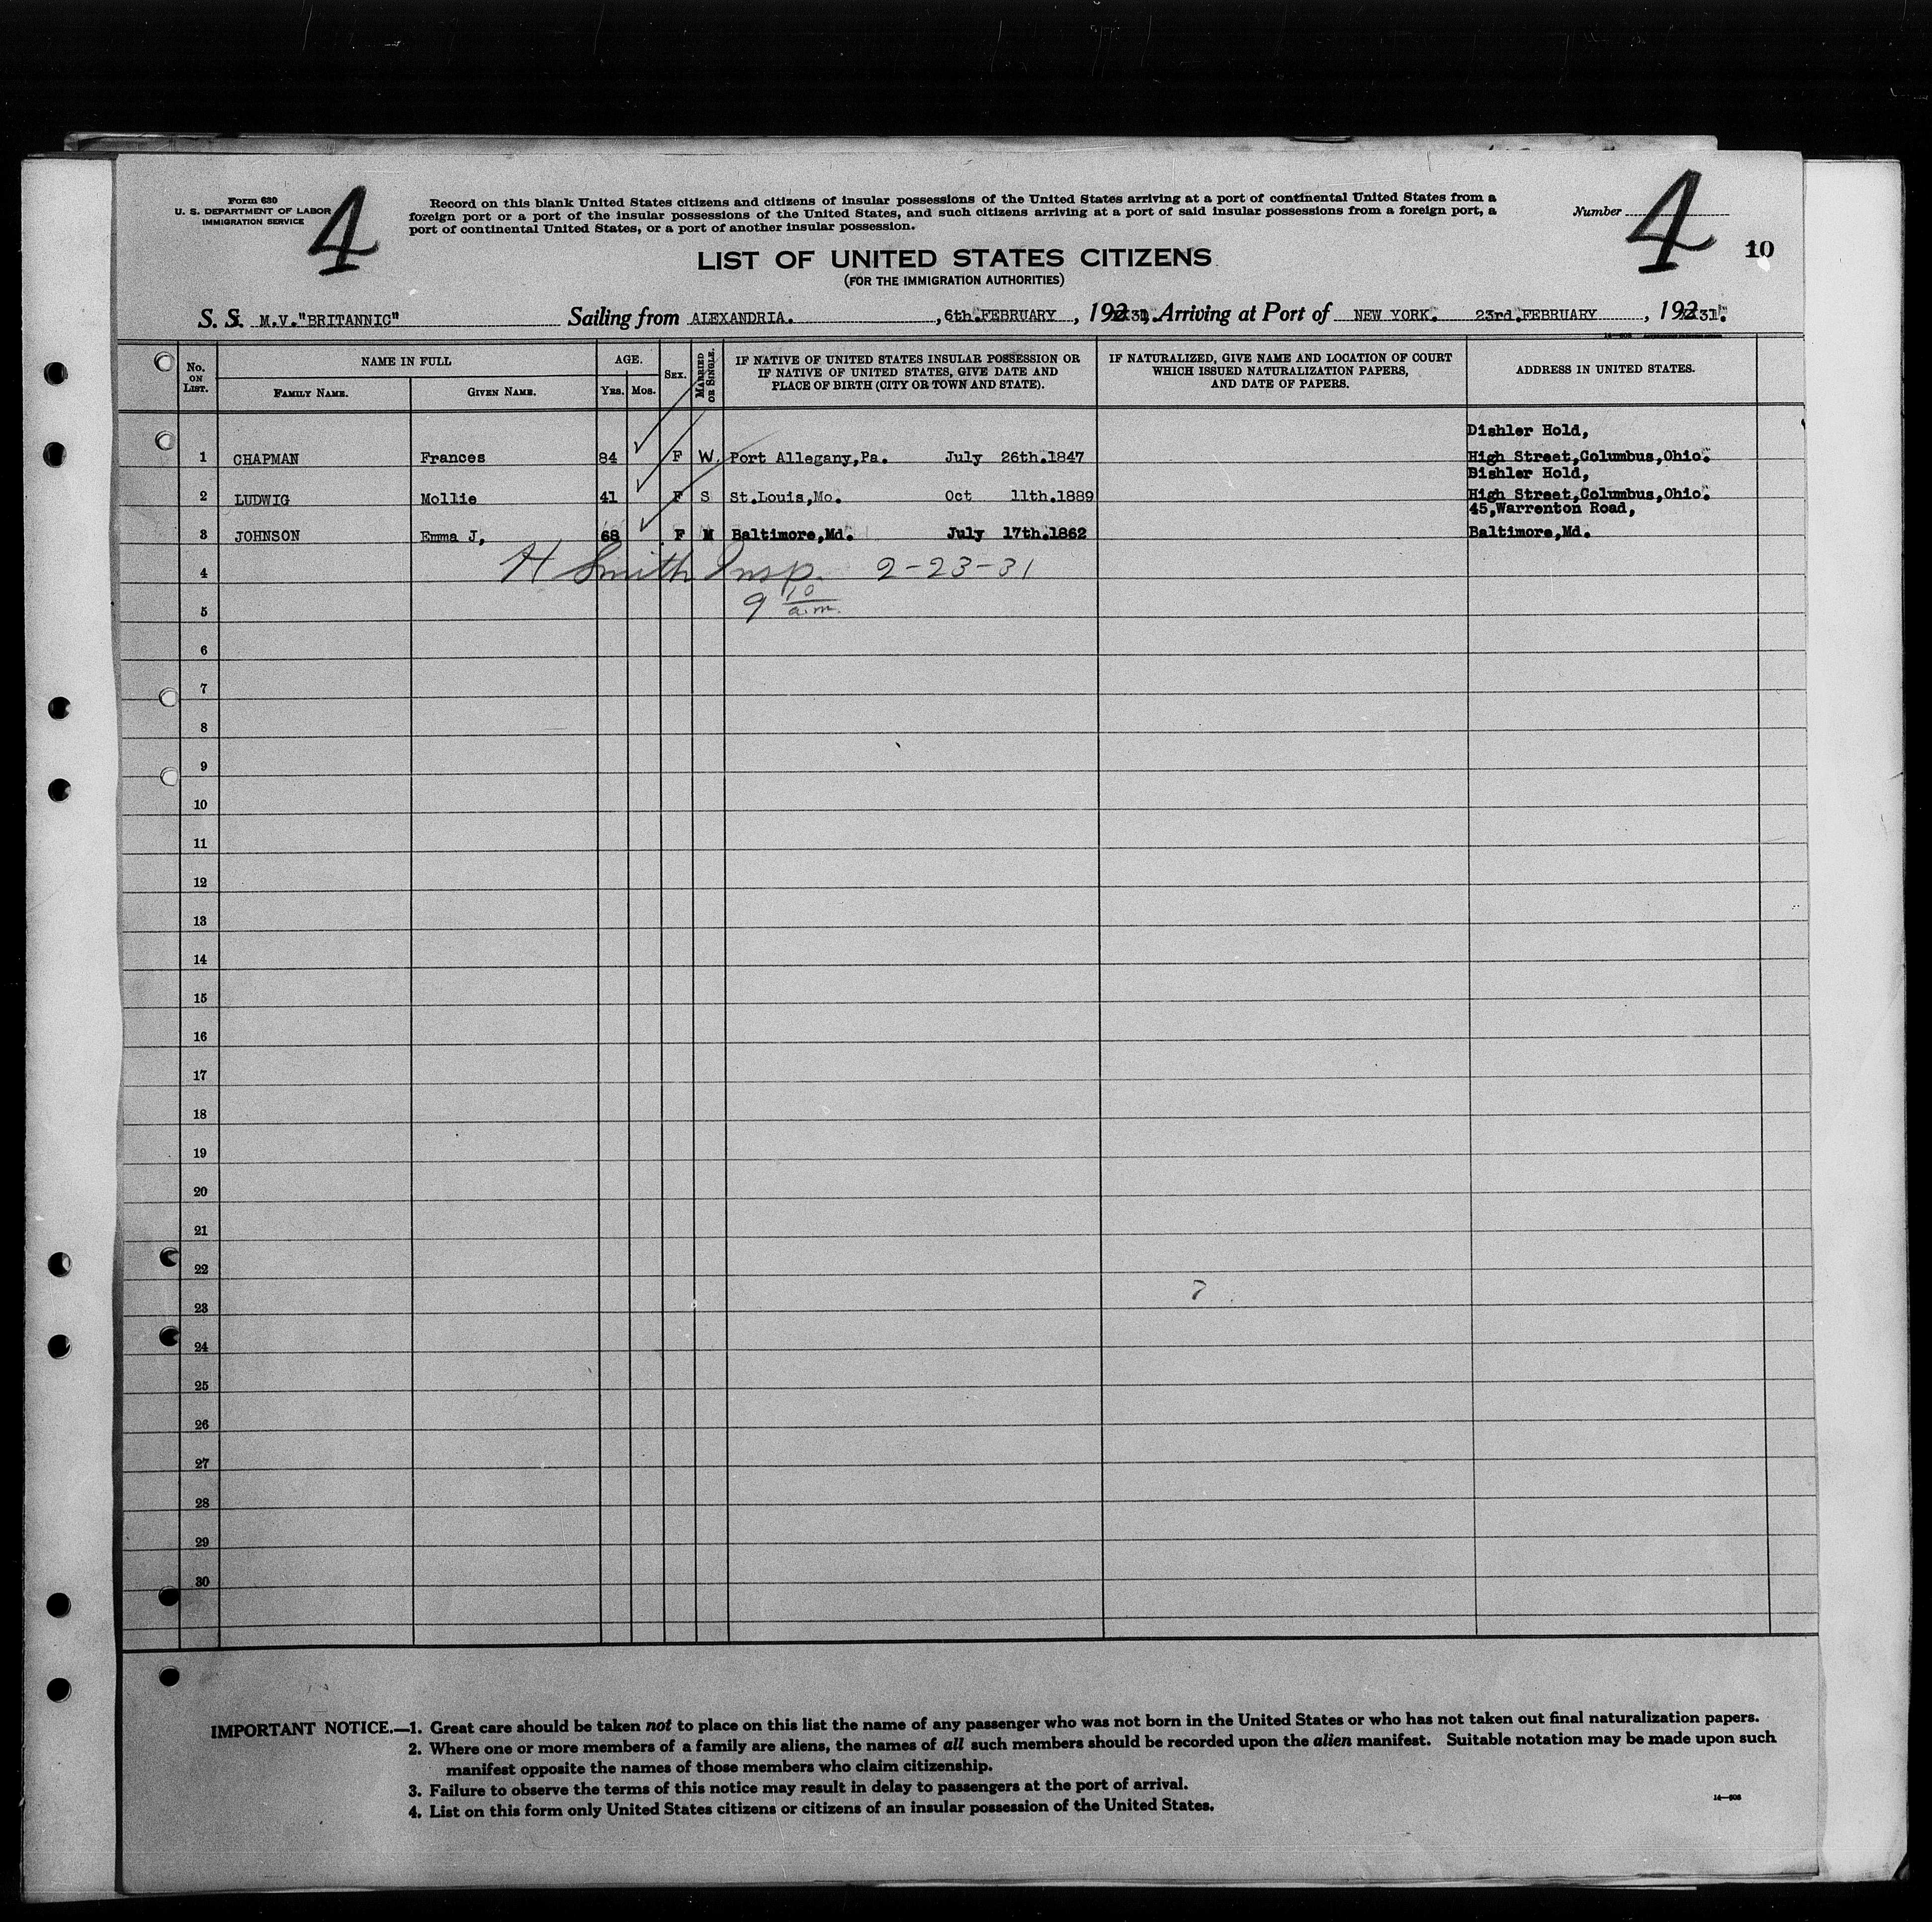 Form 630
U. S. DEPARTMENT OF LABOR
IMMIGRATION SERVICE
4
Record on this blank United States citizens and citizens of insular possessions of the United States arriving at a port of continental United States from a
foreign port or a port of the insular possessions of the United States, and such citizens arriving at a port of said insular possessions from a foreign port, a
port of continental United States, or a port of another insular possession.
Number
4
10
LIST OF UNITED STATES CITIZENS
(FOR THE IMMIGRATION AUTHORITIES)
S. S. M.V."BRITANNIC" Sailing from ALEXANDRIA. , 6th.FEBRUARY , 19231, Arriving at Port of NEW YORK. 23rd.FEBRUARY , 19231.
No. ON LIST.
NAME IN FULL
FAMILY NAME.
GIVEN NAME.
AGE.
YRS.
MOS.
SEX.
MARRIED OR SINGLE.
IF NATIVE OF UNITED STATES INSULAR POSSESSION OR
IF NATIVE OF UNITED STATES, GIVE DATE AND
PLACE OF BIRTH (CITY OR TOWN AND STATE).
IF NATURALIZED, GIVE NAME AND LOCATION OF COURT
WHICH ISSUED NATURALIZATION PAPERS,
AND DATE OF PAPERS.
ADDRESS IN UNITED STATES.
Dishler Hold,
1 CHAPMAN Frances 84 F W. Port Allegany,Pa. July 26th.1847 High Street,Columbus,Ohio.
Dishler Hold,
2 LUDWIG Mollie 41 F S St.Louis,Mo. Oct 11th.1889 High Street,Columbus,Ohio.
45,Warrenton Road,
3 JOHNSON Emma J, 68 F M Baltimore,Md. July 17th.1862 Baltimore,Md.
4 H Smith Insp. 2-23-31
5 9 10 a.m.
6
7
8
9
10
11
12
13
14
15
16
17
18
19
20
21
22
23
24
25
26
27
28
29
30
IMPORTANT NOTICE.—1. Great care should be taken not to place on this list the name of any passenger who was not born in the United States or who has not taken out final naturalization papers.
2. Where one or more members of a family are aliens, the names of all such members should be recorded upon the alien manifest. Suitable notation may be made upon such
manifest opposite the names of those members who claim citizenship.
3. Failure to observe the terms of this notice may result in delay to passengers at the port of arrival.
4. List on this form only United States citizens or citizens of an insular possession of the United States.
14—506